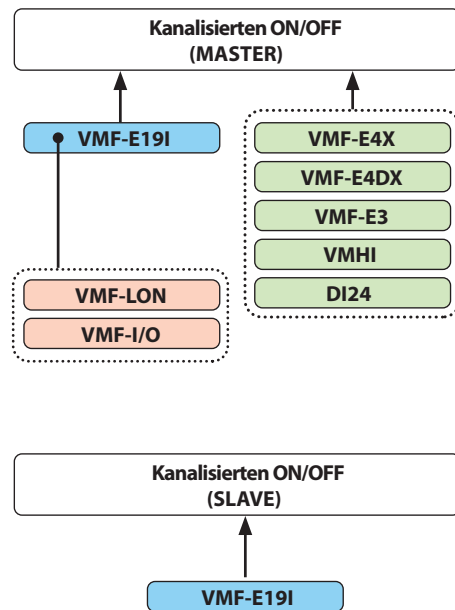 Kanalisierten ON/OFF
(MASTER)
VMF-E19I
VMF-LON
VMF-I/O
VMF-E4X
VMF-E4DX
VMF-E3
VMHI
DI24
Kanalisierten ON/OFF
(SLAVE)
VMF-E19I